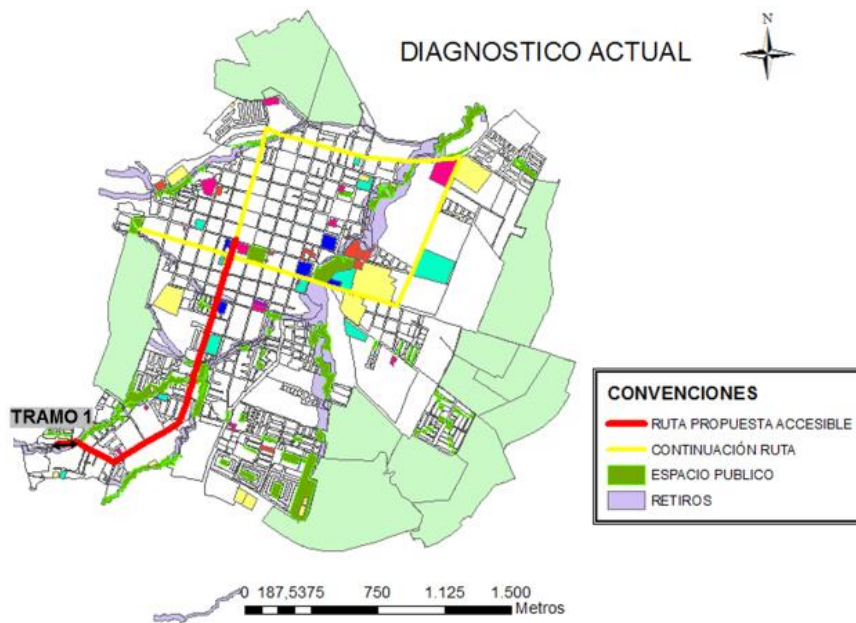 N
DIAGNOSTICO ACTUAL
TRAMO 1
CONVENCIONES
RUTA PROPUESTA ACCESIBLE
CONTINUACIÓN RUTA
ESPACIO PUBLICO
RETIROS
0 187,5375 750 1.125 1.500
Metros